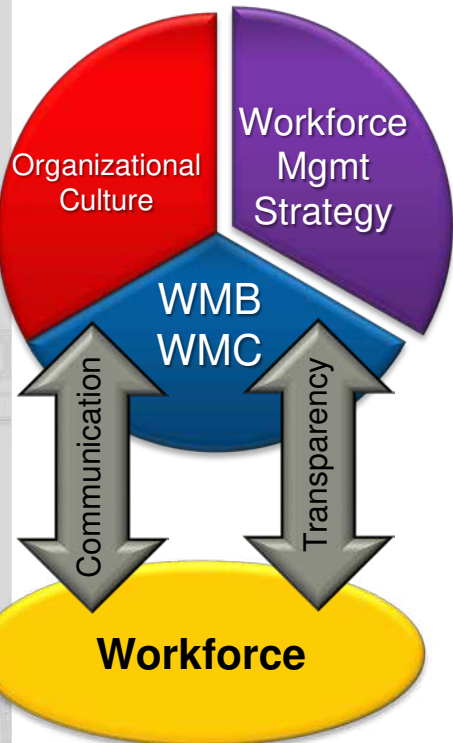 Organizational
Culture
Workforce
Mgmt
Strategy
WMB
WMC
Communication
Transparency
Workforce